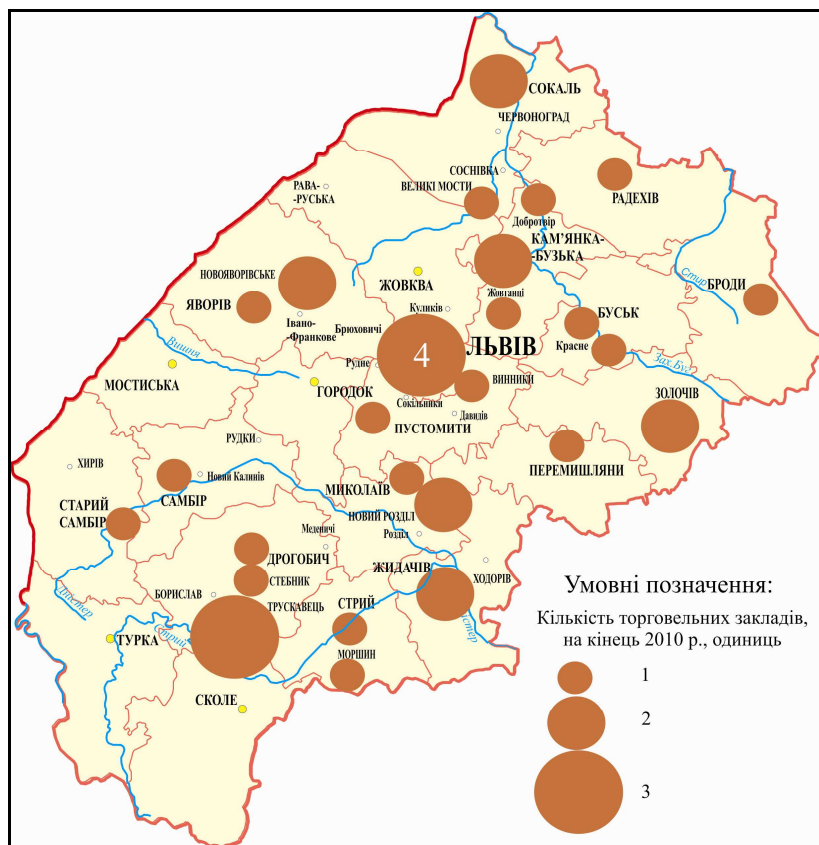 СОКАЛЬ
ЧЕРВОНОГРАД
СОСНІВКА
РАВА-
-РУСЬКА
ВЕЛИКІ МОСТИ
РАДЕХІВ
Добротвір
КАМ'ЯНКА-
БУЗЬКА
НОВОЯВОРІВСЬКЕ
ЖОВКВА
Стир
БРОДИ
ЯВОРІВ
Жовтанці
Куликів
Івано-
-Франкове
Брюховичі
БУСЬК
Красне
4
ЛЬВІВ
Вишня
Рудне
Зах.Буг
МОСТИСЬКА
ГОРОДОК
ВИННИКИ
ЗОЛОЧІВ
Сокільники
Давидів
ПУСТОМИТИ
РУДКИ
ХИРІВ
Новий Калинів
ПЕРЕМИШЛЯНИ
САМБІР
МИКОЛАЇВ
СТАРИЙ
САМБІР
НОВИЙ РОЗДІЛ
Меденичі
Розділ
ДРОГОБИЧ
ЖИДАЧІВ
ХОДОРІВ
СТЕБНИК
БОРИСЛАВ
ТРУСКАВЕЦЬ
СТРИЙ
Дністер
істер
ТУРКА
Стрий
МОРШИН
СКОЛЕ
Умовні позначення:
Кількість торговельних закладів,
на кінець 2010 р., одиниць
1
2
3